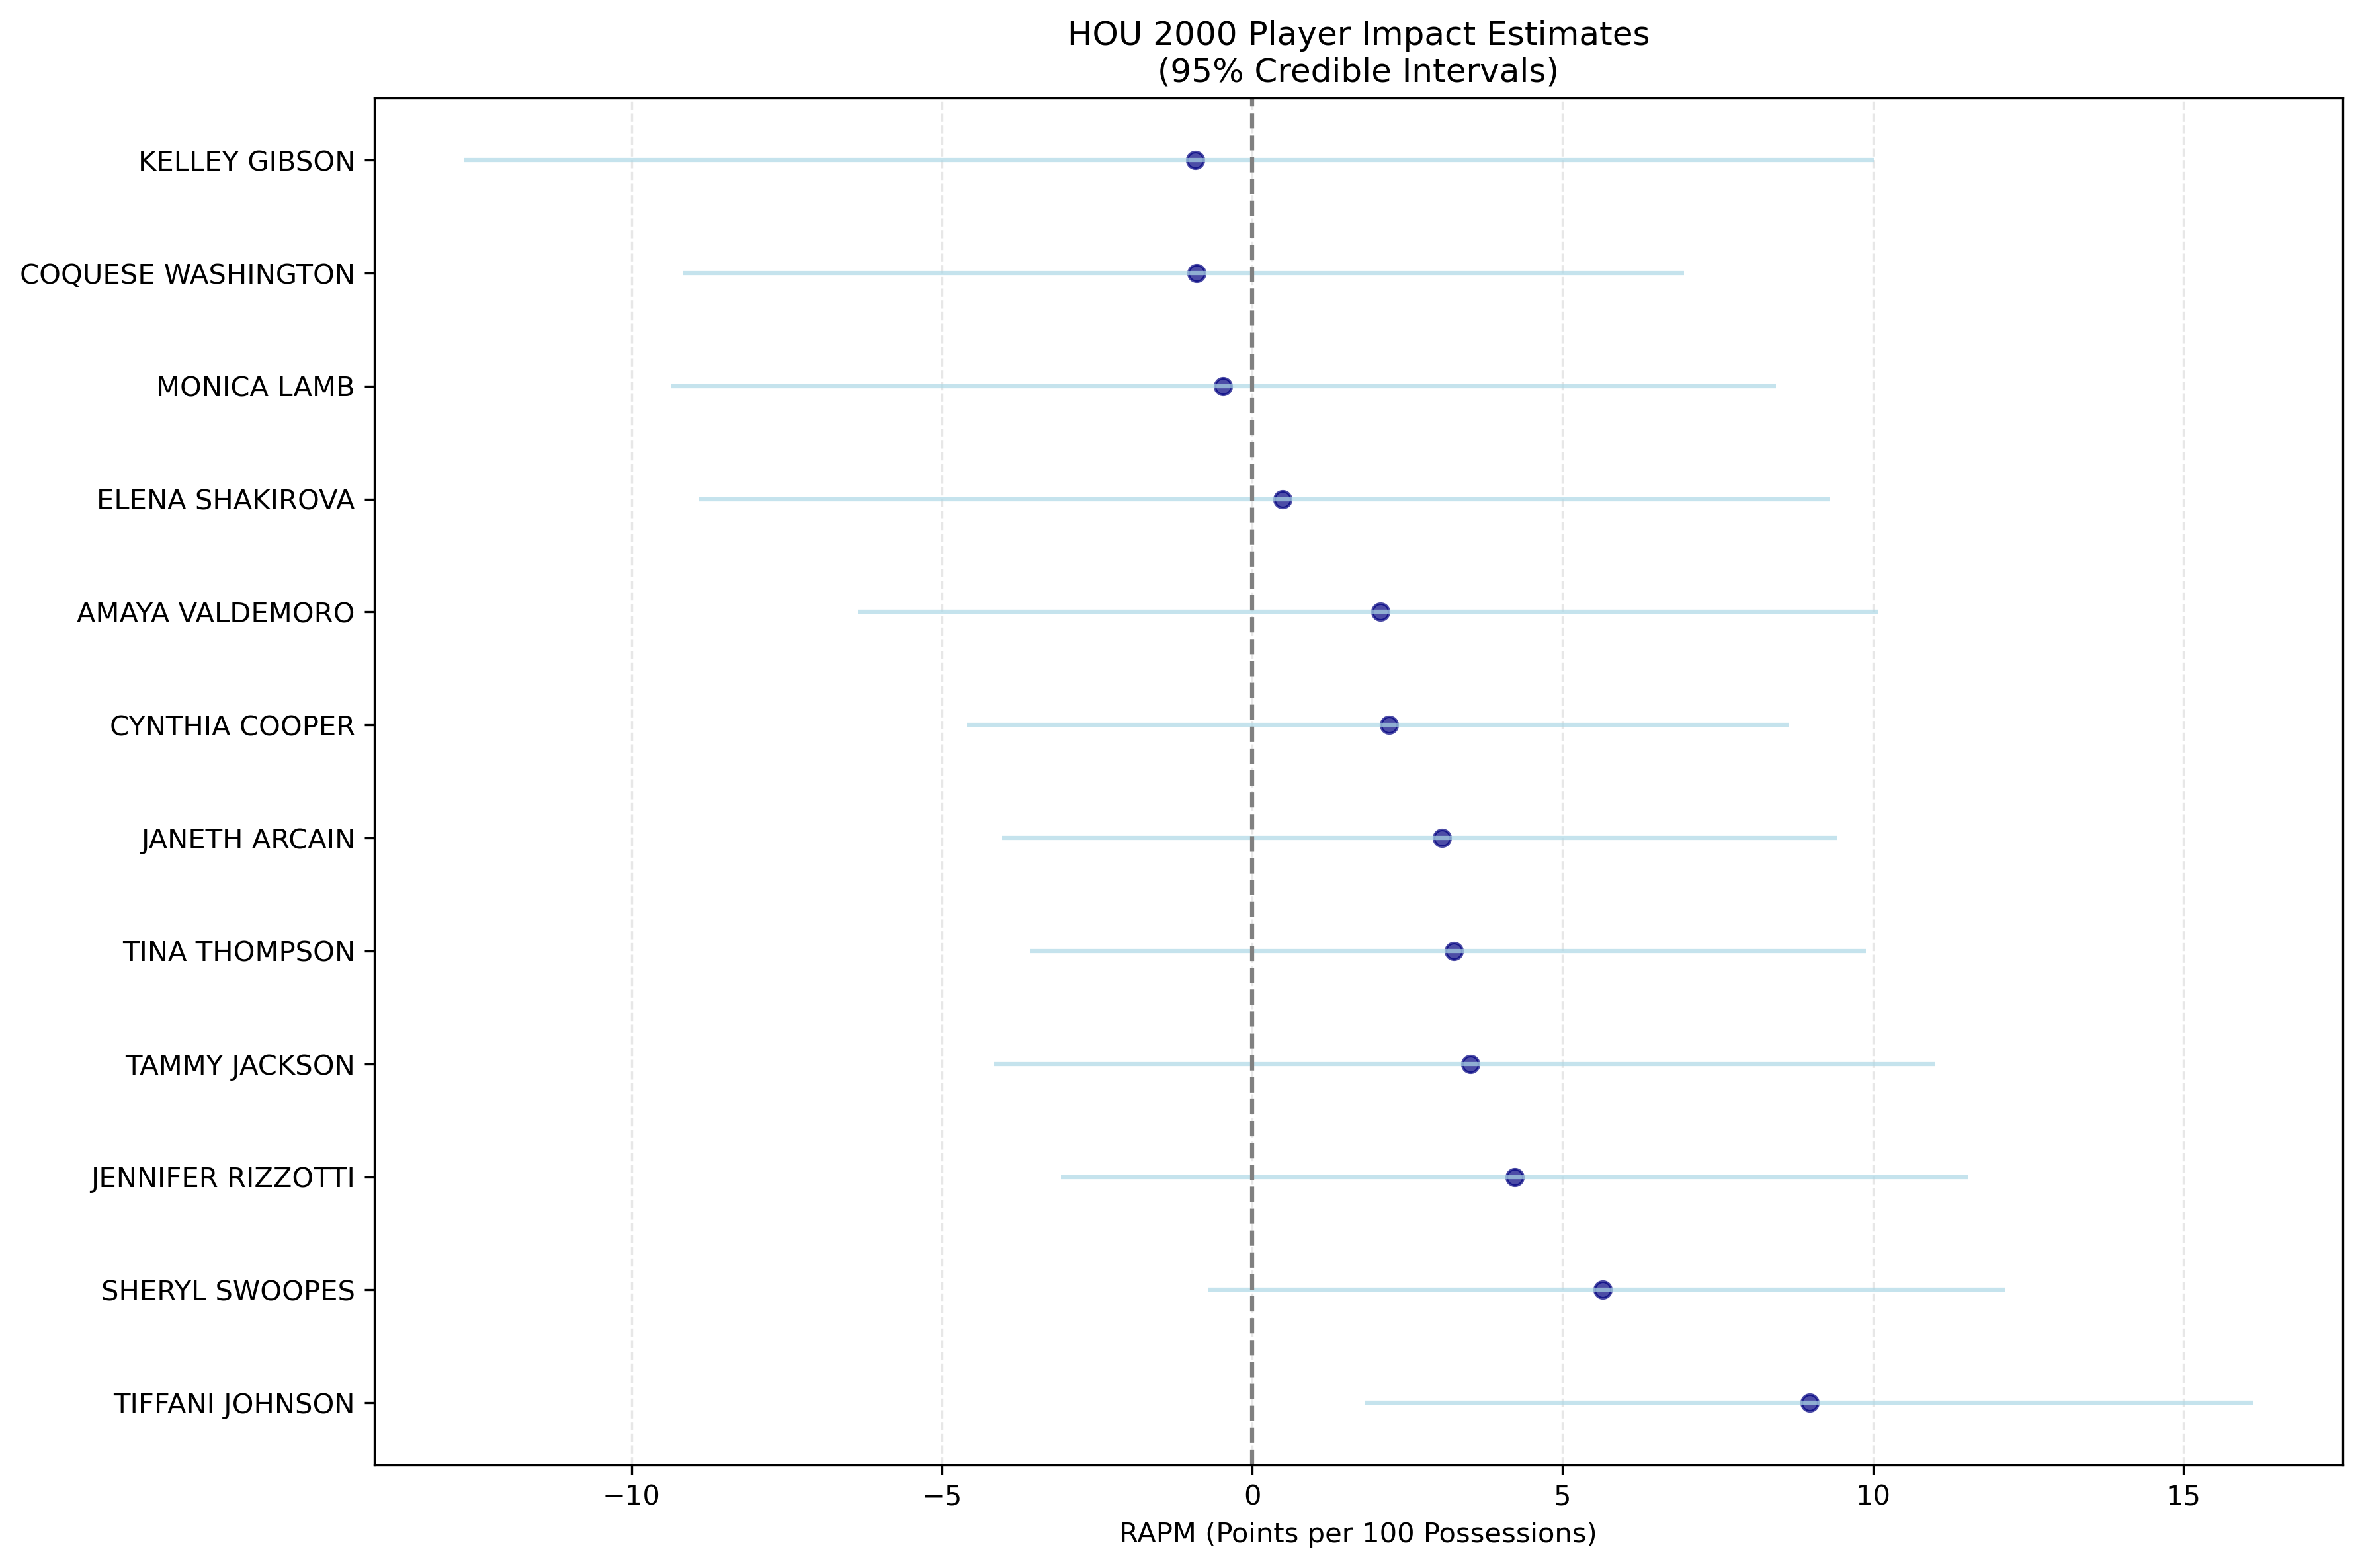 HOU 2000 Player Impact Estimates
(95% Credible Intervals)
KELLEY GIBSON
COQUESE WASHINGTON
MONICA LAMB
ELENA SHAKIROVA
AMAYA VALDEMORO
CYNTHIA COOPER
JANETH ARCAIN
TINA THOMPSON
TAMMY JACKSON
JENNIFER RIZZOTTI
SHERYL SWOOPES
TIFFANI JOHNSON
−10 −5 0 5 10 15
RAPM (Points per 100 Possessions)